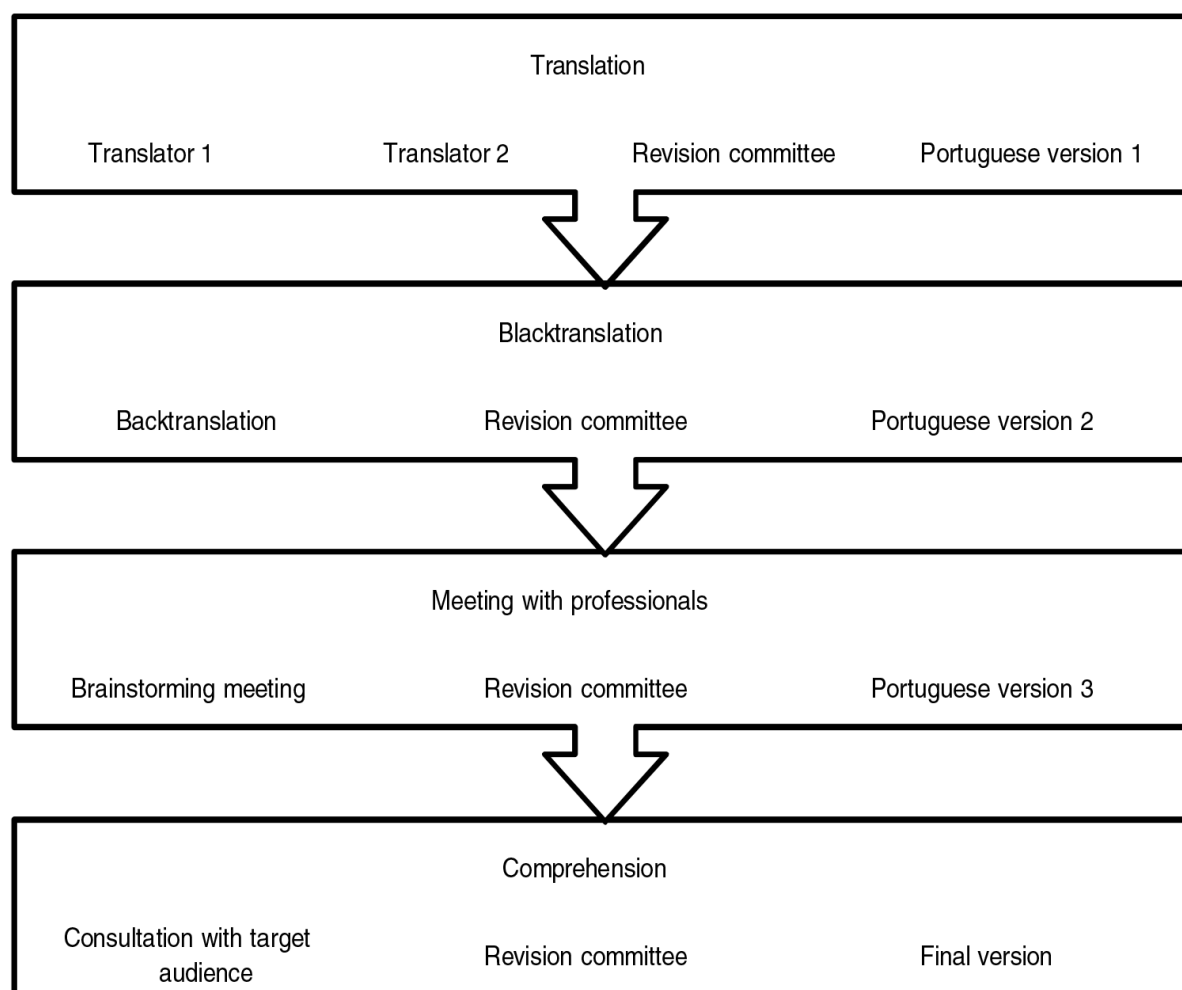 Translation
Translator 1
Translator 2
Revision committee
Portuguese version 1
Blacktranslation
Backtranslation
Revision committee
Portuguese version 2
Meeting with professionals
Brainstorming meeting
Revision committee
Portuguese version 3
Comprehension
Consultation with target
audience
Revision committee
Final version